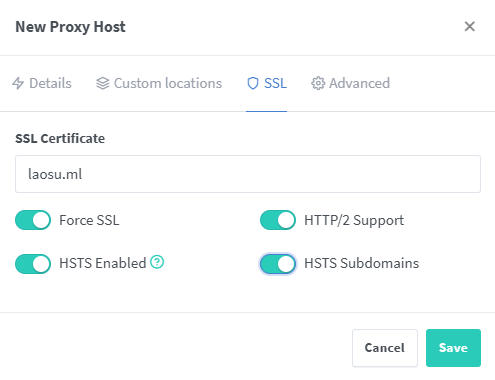 New Proxy Host
Details Custom locations SSL Advanced
SSL Certificate
laosu.ml
Force SSL HTTP/2 Support
HSTS Enabled HSTS Subdomains
Cancel Save